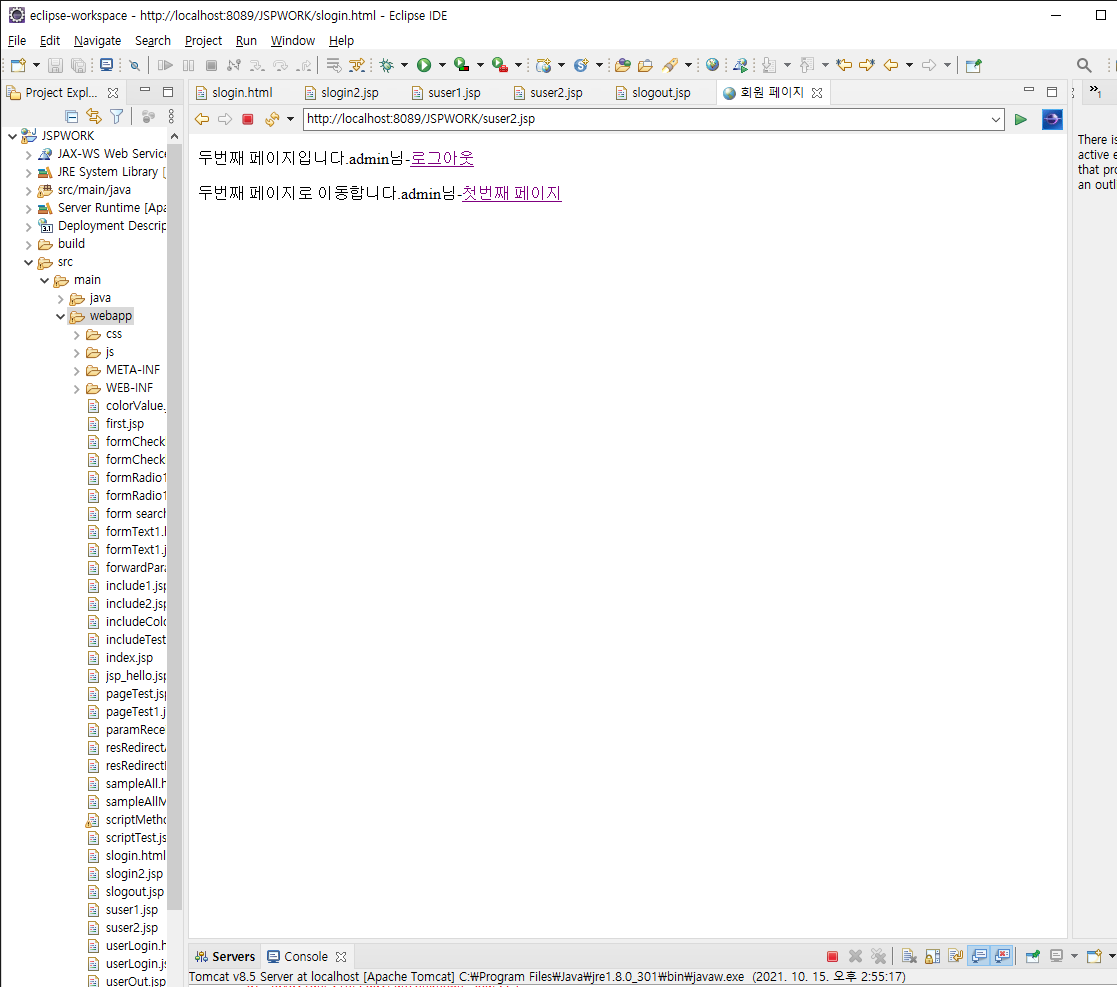 eclipse-workspace - http://localhost:8089/JSPWORK/slogin.html - Eclipse IDE
File Edit Navigate Search Project Run Window Help
Project Expl... slogin.html slogin2.jsp suser1.jsp suser2.jsp slogout.jsp 회원 페이지 »1
http://localhost:8089/JSPWORK/suser2.jsp
두번째 페이지입니다.admin님-로그아웃
두번째 페이지로 이동합니다.admin님-첫번째 페이지
There is
active e
that pro
an outli
JSPWORK
JAX-WS Web Service
JRE System Library [
src/main/java
Server Runtime [Apa
3.1 Deployment Descrip
build
src
main
java
webapp
css
js
META-INF
WEB-INF
colorValue.
first.jsp
formCheck
formCheck
formRadio1
formRadio1
form search
formText1.h
formText1.j
forwardPara
include1.jsp
include2.jsp
includeColo
includeTest
index.jsp
jsp_hello.jsp
pageTest.jsp
pageTest1.j
paramRece
resRedirectA
resRedirectI
sampleAll.h
sampleAllM
scriptMetho
scriptTest.js
slogin.html
slogin2.jsp
slogout.jsp
suser1.jsp
suser2.jsp
userLogin.h
userLogin.js
userOut.jsp
Servers Console
Tomcat v8.5 Server at localhost [Apache Tomcat] C:₩Program Files₩Java₩jre1.8.0_301₩bin₩javaw.exe (2021. 10. 15. 오후 2:55:17)